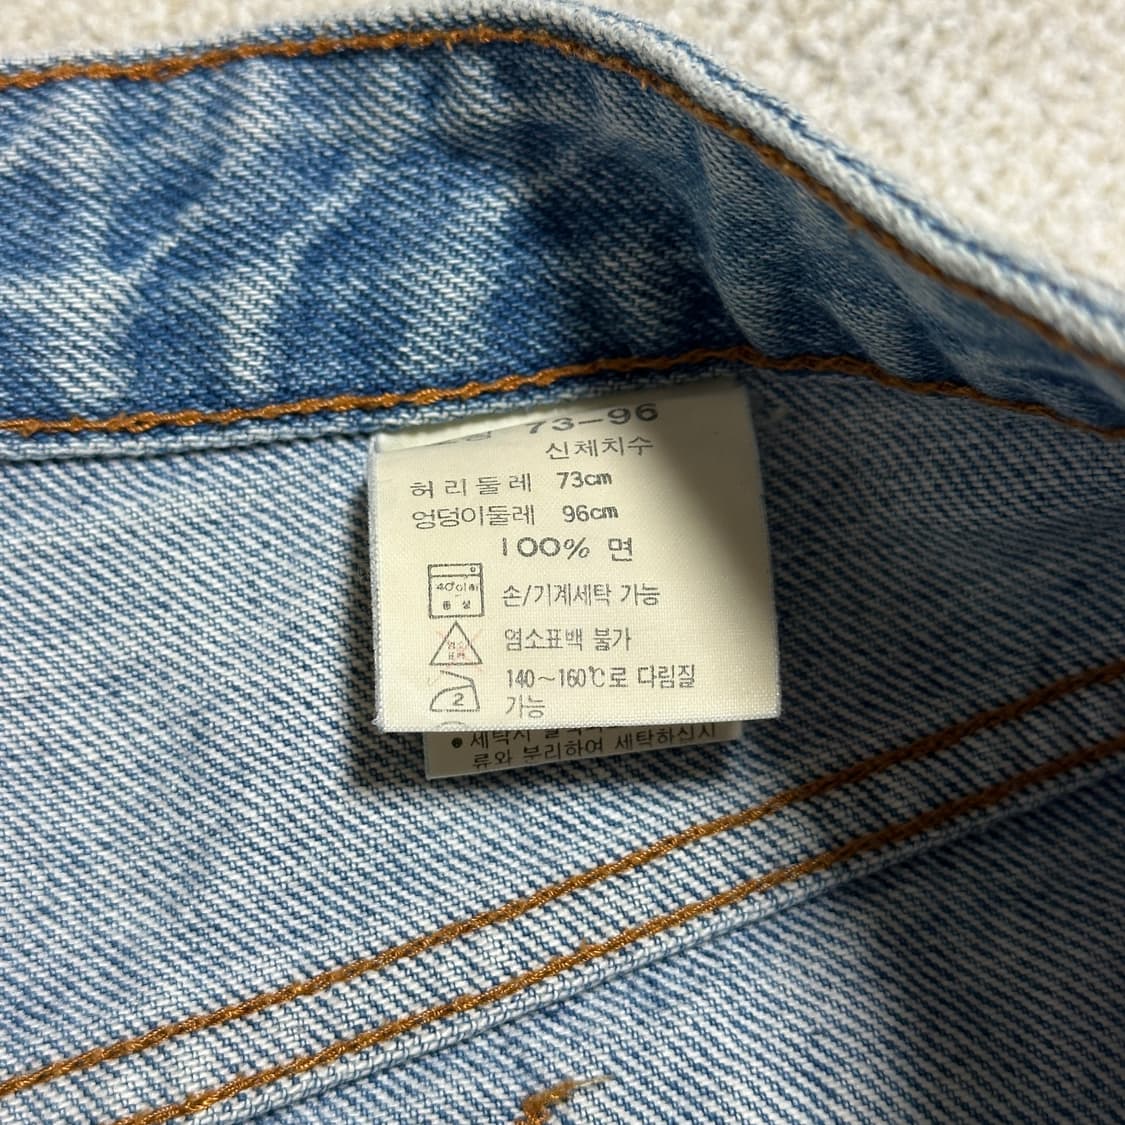 73-96
신체치수
허리둘레 73cm
엉덩이둘레 96cm
100% 면
손/기계세탁 가능
염소표백 불가
2
140~160℃로 다림질
가능
류와 분리하여 세탁하십시